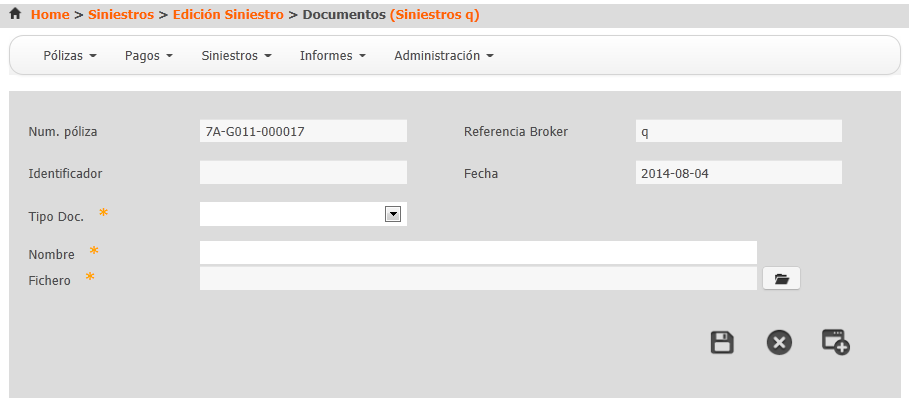 Home > Siniestros > Edición Siniestro > Documentos (Siniestros q)
Pólizas Pagos Siniestros Informes Administración
Num. póliza 7A-G011-000017 Referencia Broker q
Identificador Fecha 2014-08-04
Tipo Doc. *
Nombre *
Fichero *